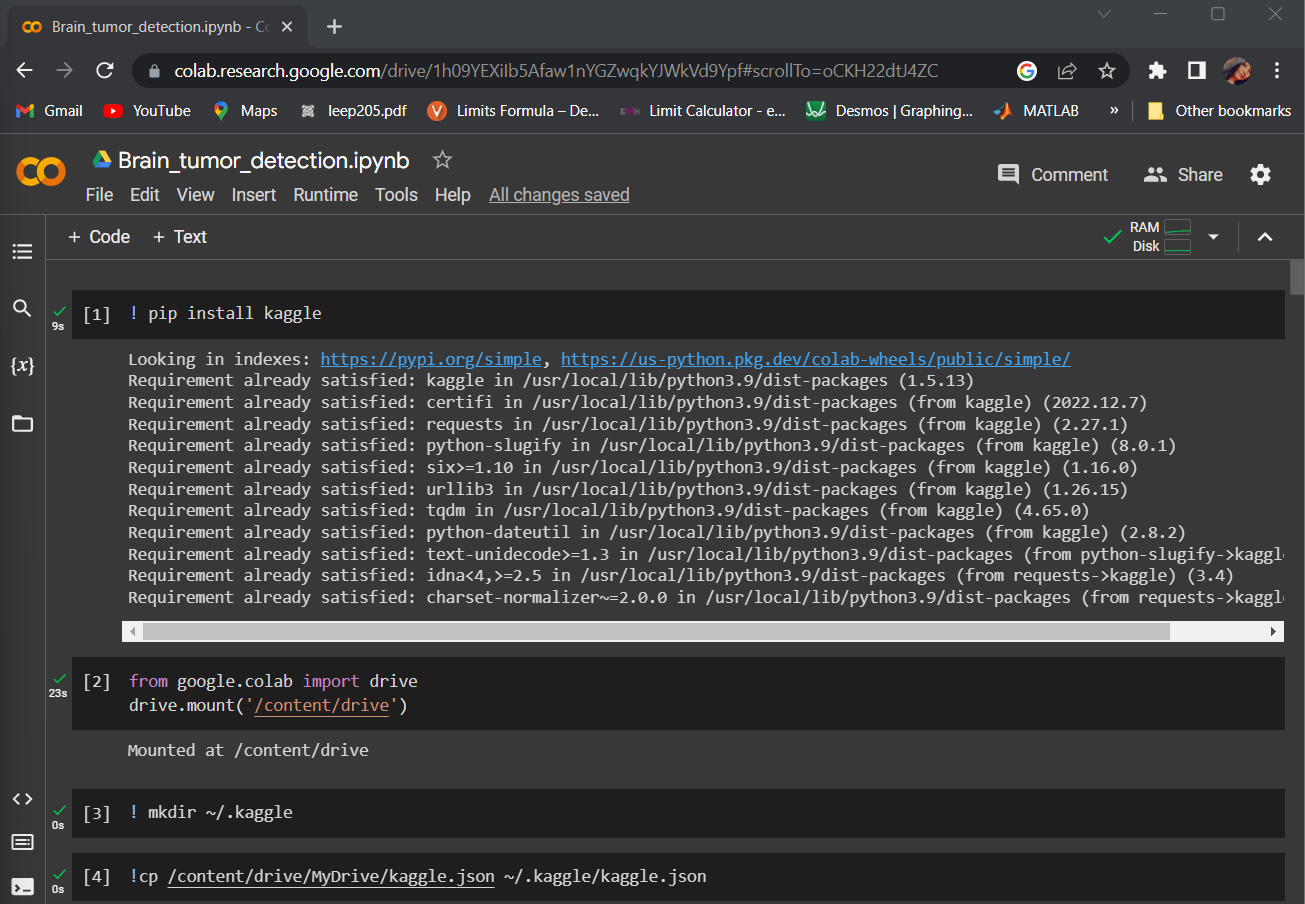 Brain_tumor_detection.ipynb - Co
colab.research.google.com/drive/1h09YEXiIb5Afaw1nYGZwqkYJWkVd9Ypf#scrollTo=oCKH22dtJ4ZC
Gmail YouTube Maps leep205.pdf Limits Formula – De... Limit Calculator - e... Desmos | Graphing... MATLAB » Other bookmarks
Brain_tumor_detection.ipynb
Comment Share
File Edit View Insert Runtime Tools Help All changes saved
+ Code + Text
RAM
Disk
[1] ! pip install kaggle
9s
Looking in indexes: https://pypi.org/simple, https://us-python.pkg.dev/colab-wheels/public/simple/
Requirement already satisfied: kaggle in /usr/local/lib/python3.9/dist-packages (1.5.13)
Requirement already satisfied: certifi in /usr/local/lib/python3.9/dist-packages (from kaggle) (2022.12.7)
Requirement already satisfied: requests in /usr/local/lib/python3.9/dist-packages (from kaggle) (2.27.1)
Requirement already satisfied: python-slugify in /usr/local/lib/python3.9/dist-packages (from kaggle) (8.0.1)
Requirement already satisfied: six>=1.10 in /usr/local/lib/python3.9/dist-packages (from kaggle) (1.16.0)
Requirement already satisfied: urllib3 in /usr/local/lib/python3.9/dist-packages (from kaggle) (1.26.15)
Requirement already satisfied: tqdm in /usr/local/lib/python3.9/dist-packages (from kaggle) (4.65.0)
Requirement already satisfied: python-dateutil in /usr/local/lib/python3.9/dist-packages (from kaggle) (2.8.2)
Requirement already satisfied: text-unidecode>=1.3 in /usr/local/lib/python3.9/dist-packages (from python-slugify->kaggl
Requirement already satisfied: idna<4,>=2.5 in /usr/local/lib/python3.9/dist-packages (from requests->kaggle) (3.4)
Requirement already satisfied: charset-normalizer~=2.0.0 in /usr/local/lib/python3.9/dist-packages (from requests->kaggl
[2] from google.colab import drive
23s
drive.mount('/content/drive')
Mounted at /content/drive
[3] ! mkdir ~/.kaggle
0s
[4] !cp /content/drive/MyDrive/kaggle.json ~/.kaggle/kaggle.json
0s